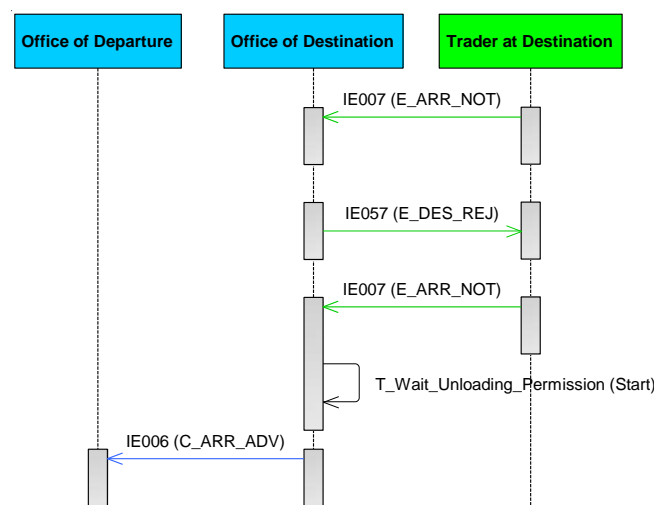 Office of Departure
Office of Destination
Trader at Destination
IE007 (E_ARR_NOT)
IE057 (E_DES_REJ)
IE007 (E_ARR_NOT)
T_Wait_Unloading_Permission (Start)
IE006 (C_ARR_ADV)